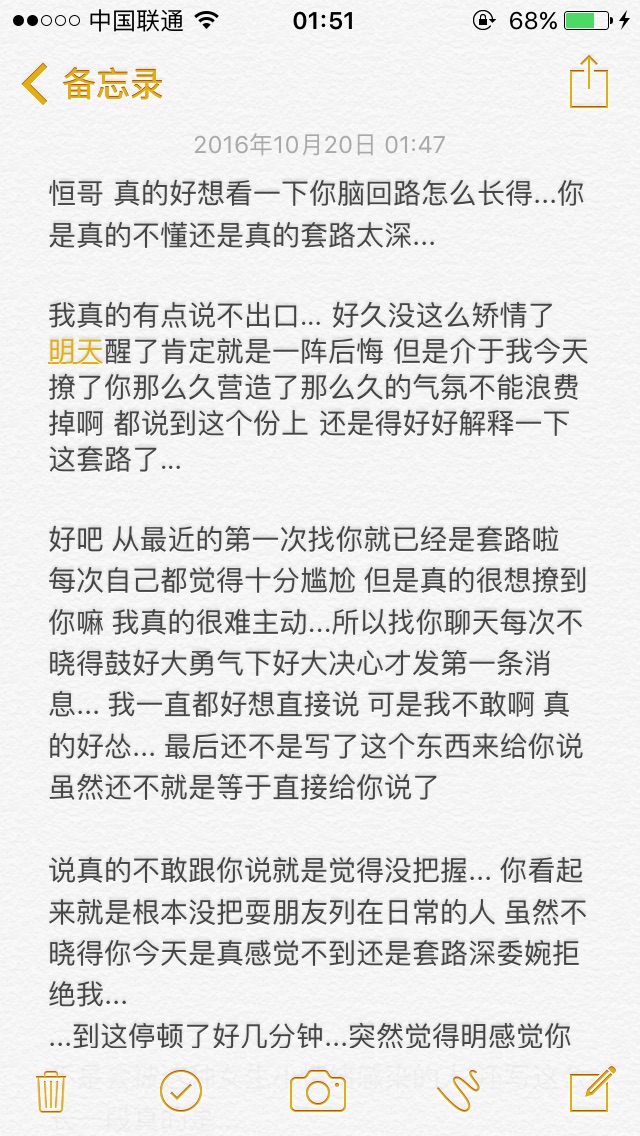 中国联通 01:51 68%
备忘录
2016年10月20日 01:47
恒哥 真的好想看一下你脑回路怎么长得...你
是真的不懂还是真的套路太深...
我真的有点说不出口... 好久没这么矫情了
明天醒了肯定就是一阵后悔 但是介于我今天
撩了你那么久营造了那么久的气氛不能浪费
掉啊 都说到这个份上 还是得好好解释一下
这套路了...
好吧 从最近的第一次找你就已经是套路啦
每次自己都觉得十分尴尬 但是真的很想撩到
你嘛 我真的很难主动...所以找你聊天每次不
晓得鼓好大勇气下好大决心才发第一条消
息... 我一直都好想直接说 可是我不敢啊 真
的好怂... 最后还不是写了这个东西来给你说
虽然还不就是等于直接给你说了
说真的不敢跟你说就是觉得没把握... 你看起
来就是根本没把耍朋友列在日常的人 虽然不
晓得你今天是真感觉不到还是套路深委婉拒
绝我...
...到这停顿了好几分钟...突然觉得明感觉你